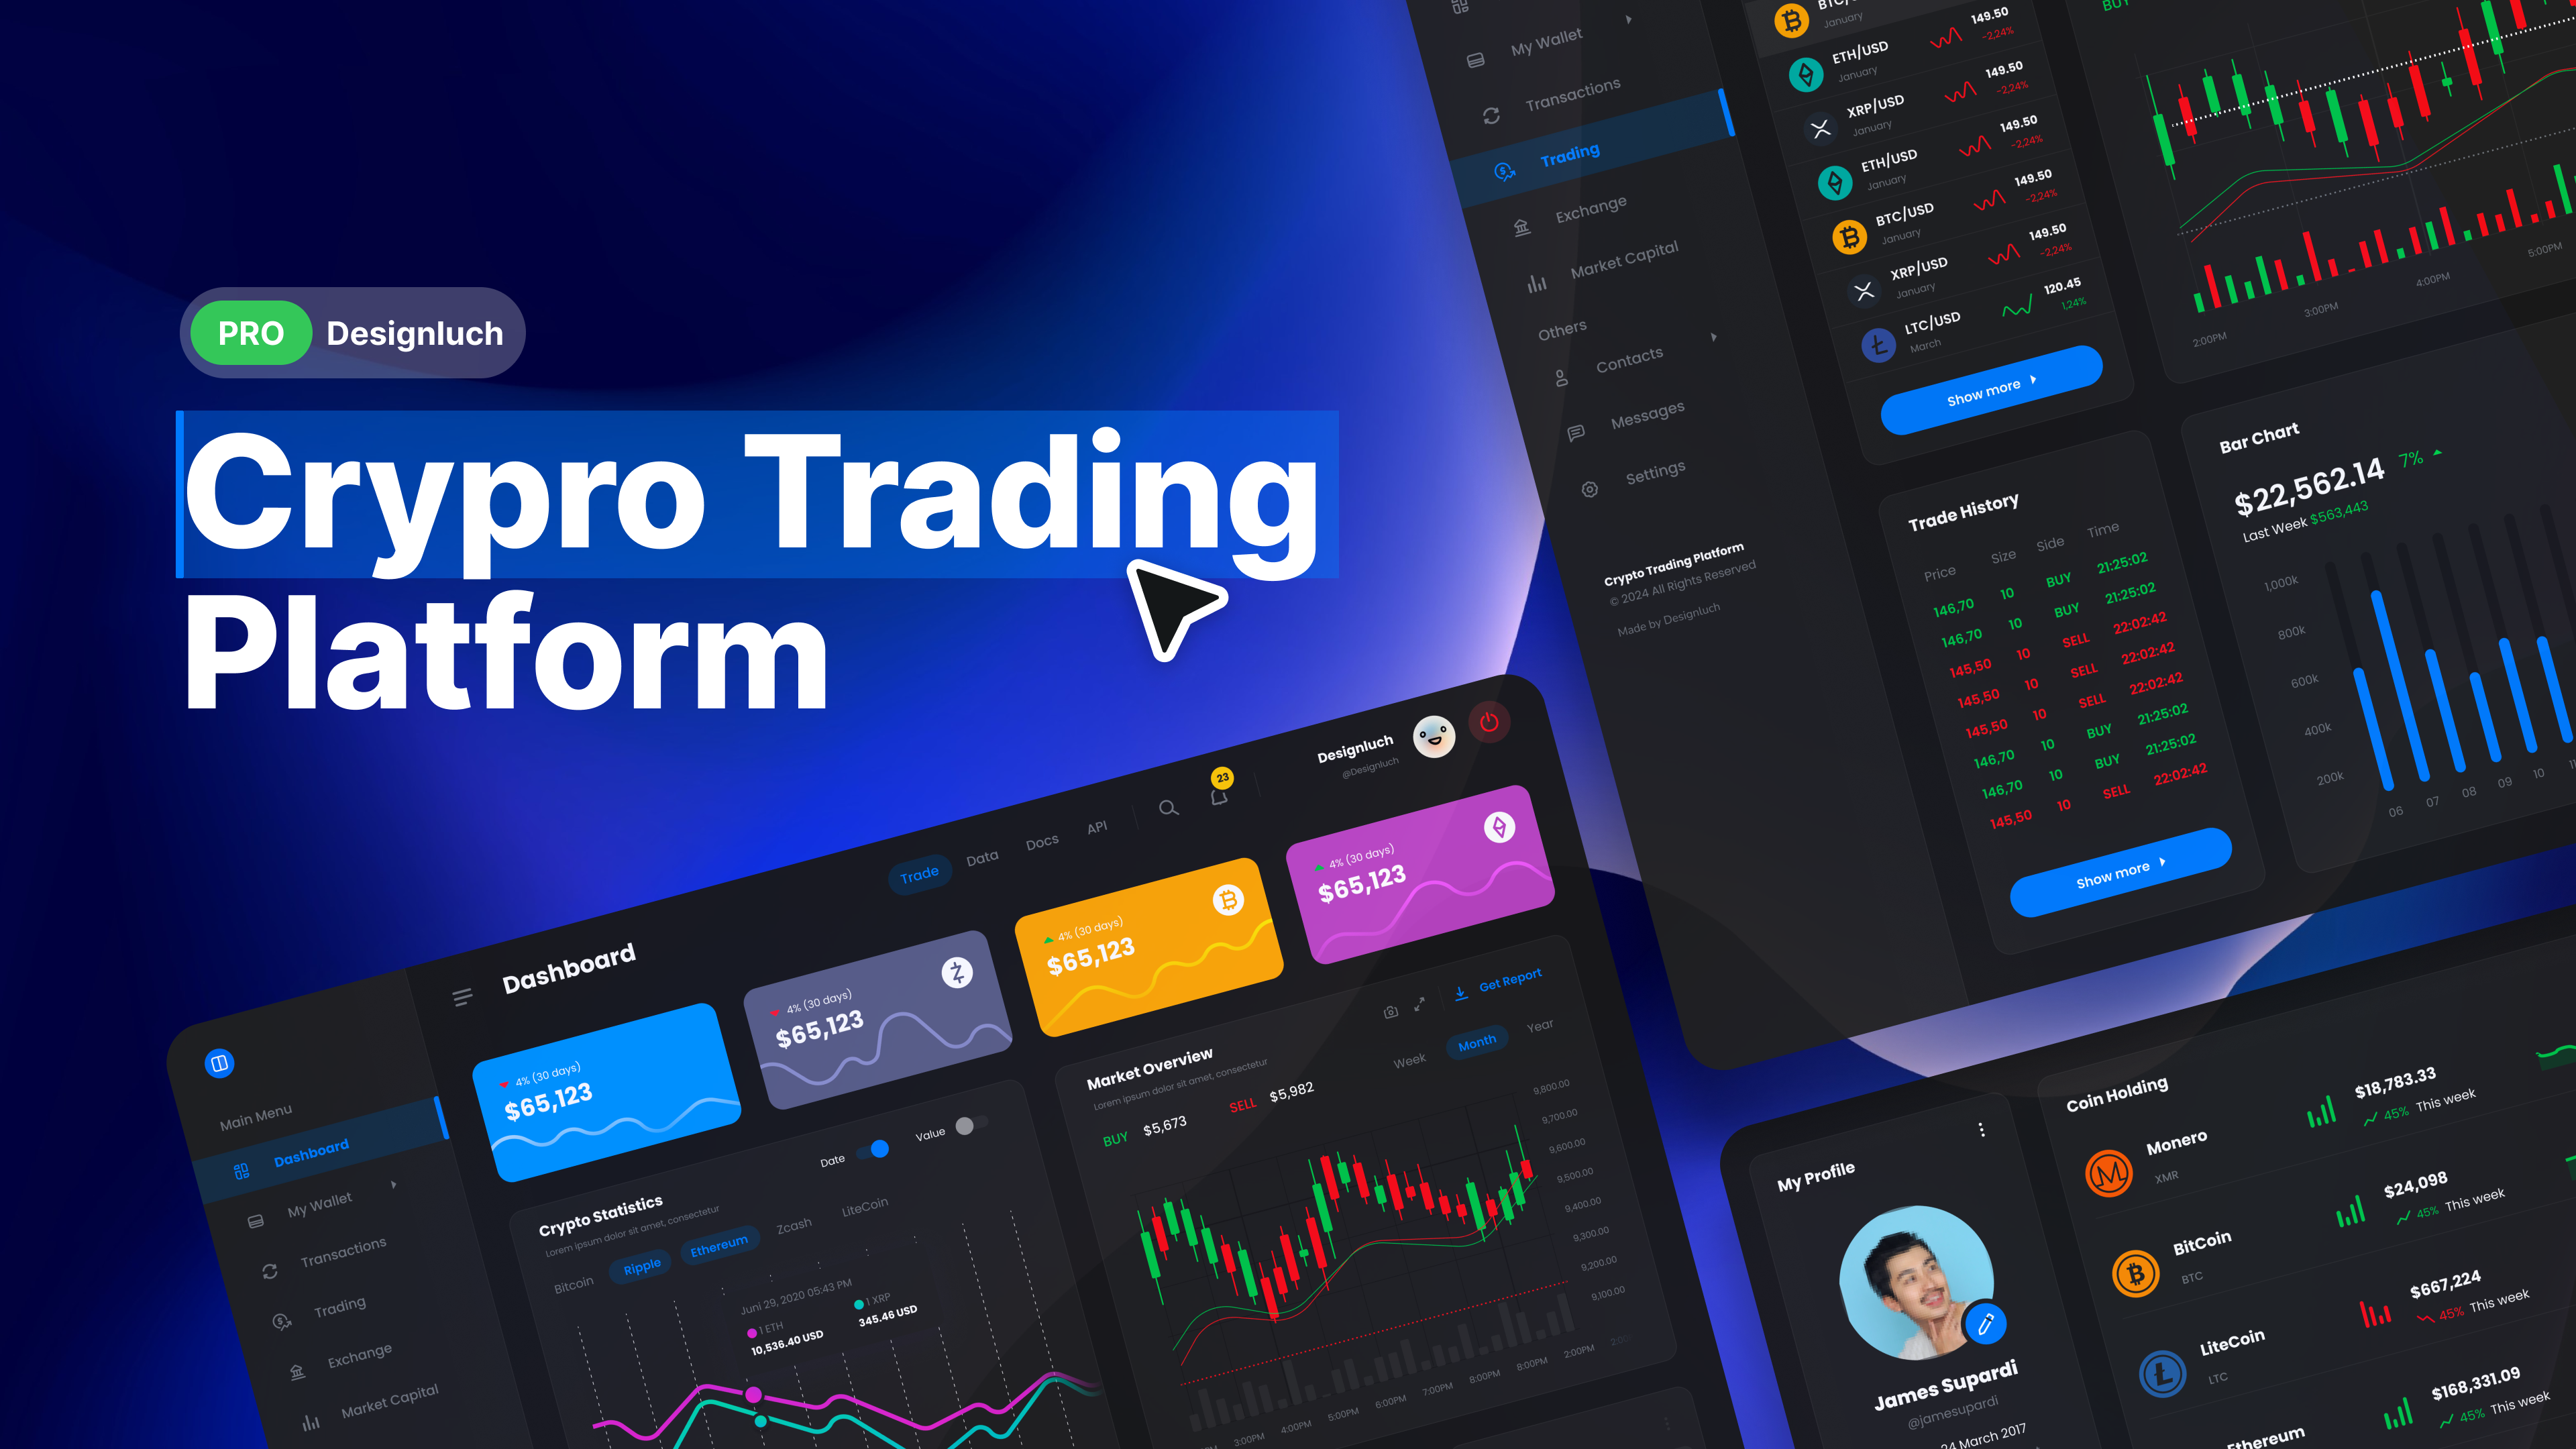 PRO Designluch
Crypro Trading
Platform
My Wallet
Transactions
Trading
Exchange
Market Capital
Others
Contacts
Messages
Settings
Crypto Trading Platform
© 2024 All Rights Reserved
Made by Designluch
January
ETH/USD 149.50
January -2,24%
XRP/USD 149.50
January -2,24%
ETH/USD 149.50
January -2,24%
BTC/USD 149.50
January -2,24%
XRP/USD 149.50
January -2,24%
LTC/USD 120.45
March 1,24%
Show more
BUY
2:00PM 3:00PM 4:00PM 5:00PM
Trade History
Price Size Side Time
146,70 10 BUY 21:25:02
146,70 10 BUY 21:25:02
145,50 10 SELL 22:02:42
145,50 10 SELL 22:02:42
145,50 10 SELL 22:02:42
146,70 10 BUY 21:25:02
146,70 10 BUY 21:25:02
145,50 10 SELL 22:02:42
Show more
Bar Chart
$22,562.14 7%
Last Week $563,443
1,000k
800k
600k
400k
200k
06 07 08 09 10
Designluch
@Designluch
23
Trade Data Docs API
Dashboard
Main Menu
Dashboard
My Wallet
Transactions
Trading
Exchange
Market Capital
4% (30 days)
$65,123
4% (30 days)
$65,123
4% (30 days)
$65,123
4% (30 days)
$65,123
Crypto Statistics
Lorem ipsum dolor sit amet, consectetur
Date Value
Bitcoin Ripple Ethereum Zcash LiteCoin
Juni 29, 2020 05:43 PM
1 ETH 1 XRP
10,536.40 USD 345.46 USD
Market Overview
Lorem ipsum dolor sit amet, consectetur
Get Report
Week Month Year
BUY $5,673 SELL $5,982
9,800.00
9,700.00
9,600.00
9,500.00
9,400.00
9,300.00
9,200.00
9,100.00
3:00PM 4:00PM 5:00PM 6:00PM 7:00PM 8:00PM 8:00PM 2:00PM
My Profile
James Supardi
@jamesupardi
24 March 2017
Coin Holding
Monero $18,783.33
XMR 45% This week
BitCoin $24,098
BTC 45% This week
LiteCoin $667,224
LTC 45% This week
Ethereum $168,331.09
45% This week